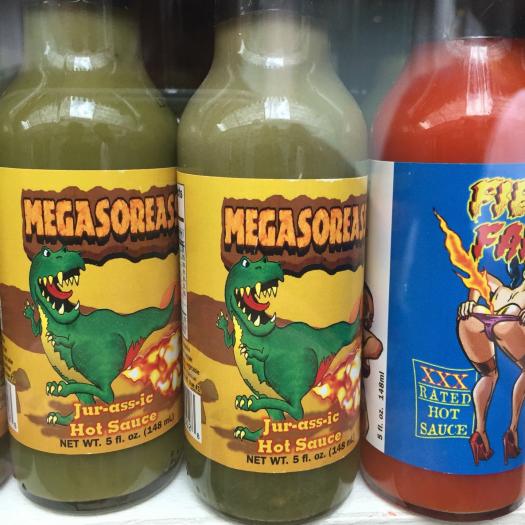 MEGASOREAS
Jur-ass-ic
Hot Sauce
NET WT. 5 fl. oz. (148 mL)
MEGASOREAS
Jur-ass-ic
Hot Sauce
NET WT. 5 fl. oz. (148 mL)
XXX
RATED
HOT
SAUCE
5 fl. oz. 148ml